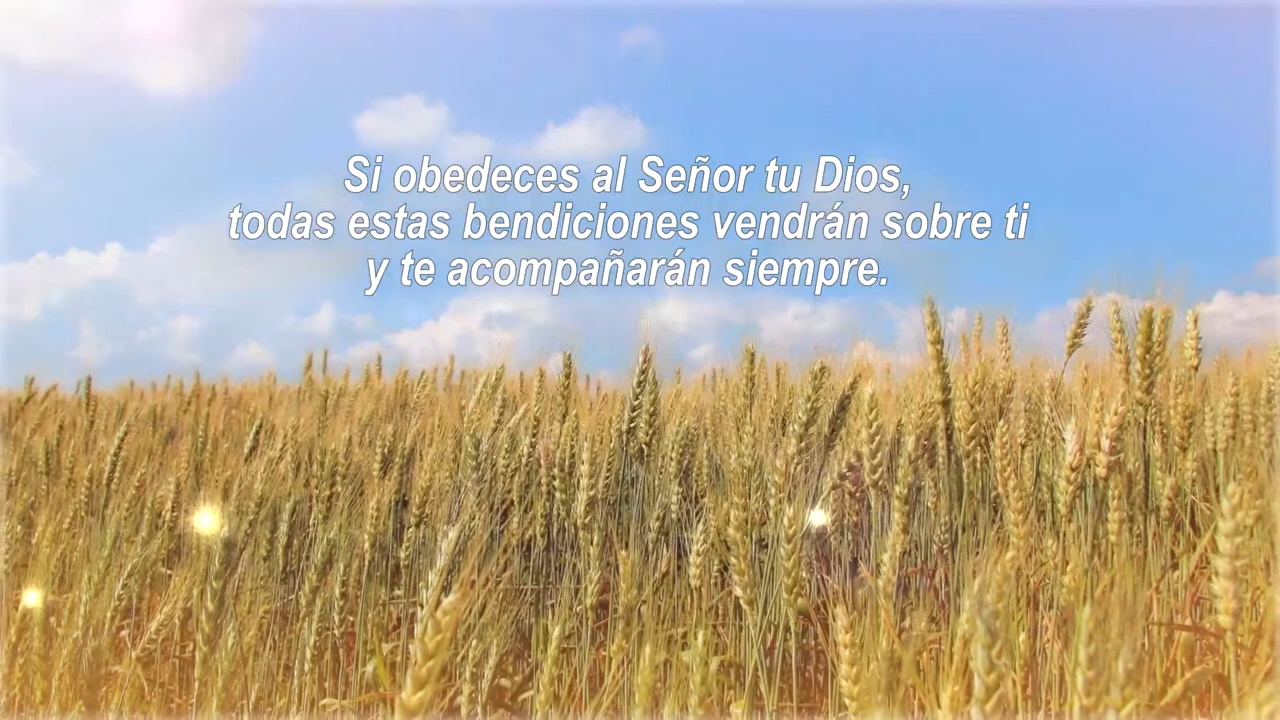 Si obedeces al Señor tu Dios,
todas estas bendiciones vendrán sobre ti
y te acompañarán siempre.